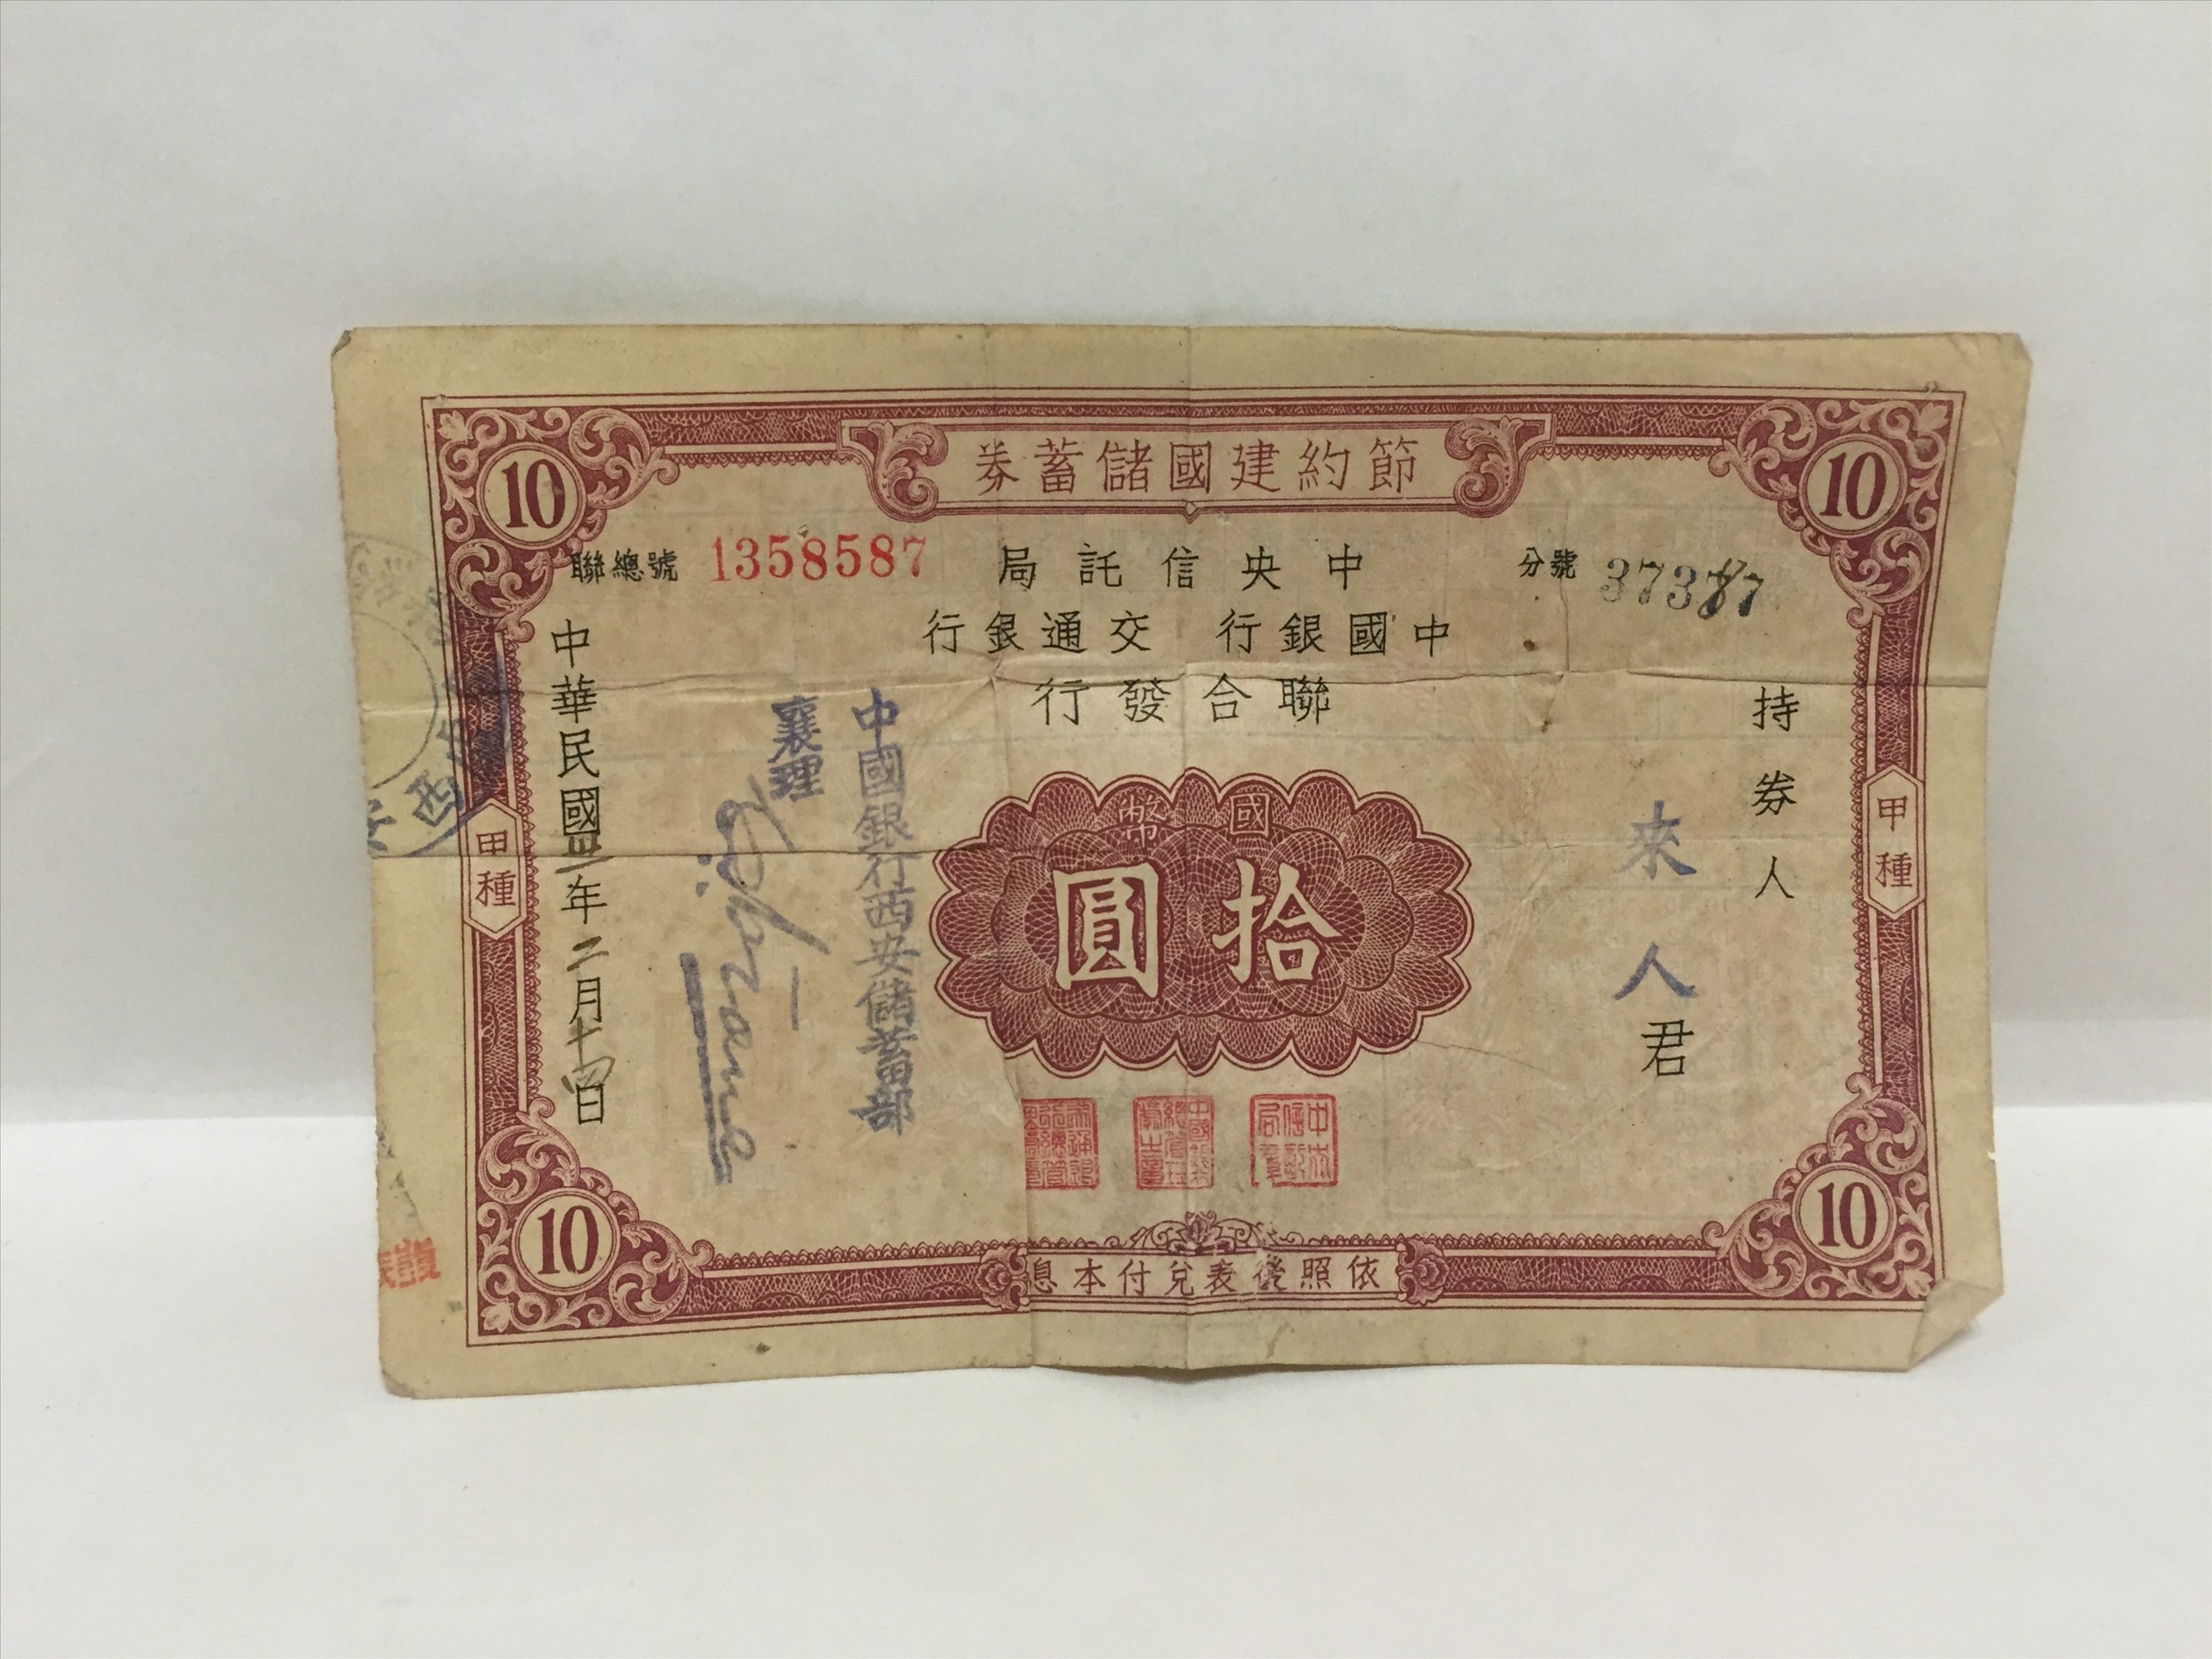 節約建國儲蓄券
10
10
聯總號 1358587
分號
中央信託局
中國銀行 交通銀行
聯合發行
持券人
來人君
甲種
甲種
國幣
拾圓
中國銀行西安儲蓄部
襄理
中華民國年二月十四日
依照後表兌付本息
10
10